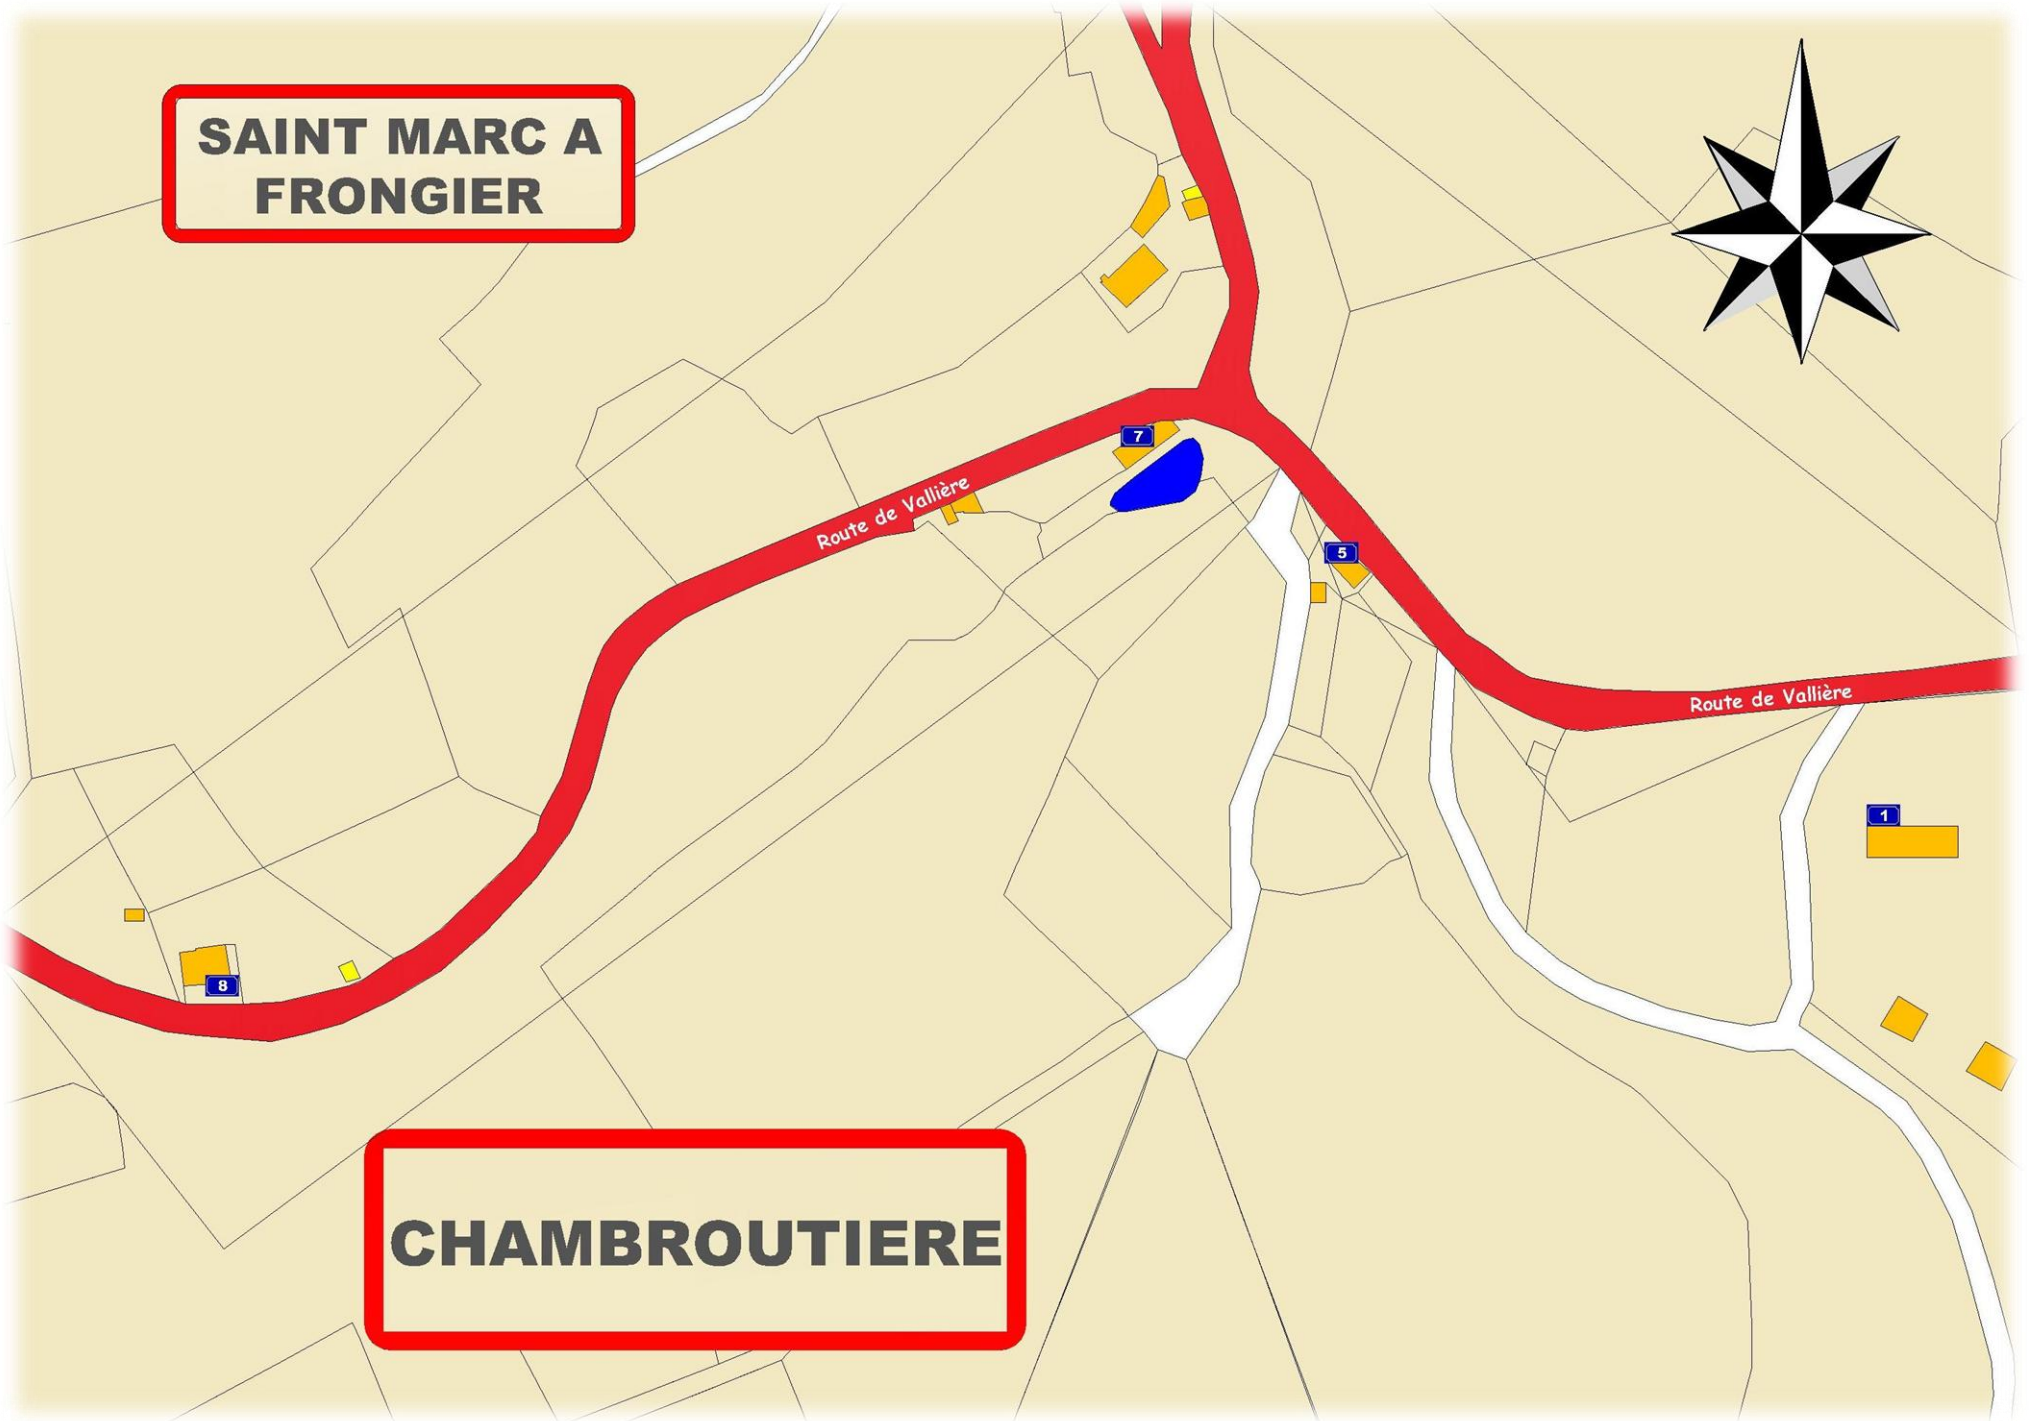 SAINT MARC A
FRONGIER
7
Route de Vallière
5
Route de Vallière
1
8
CHAMBROUTIERE